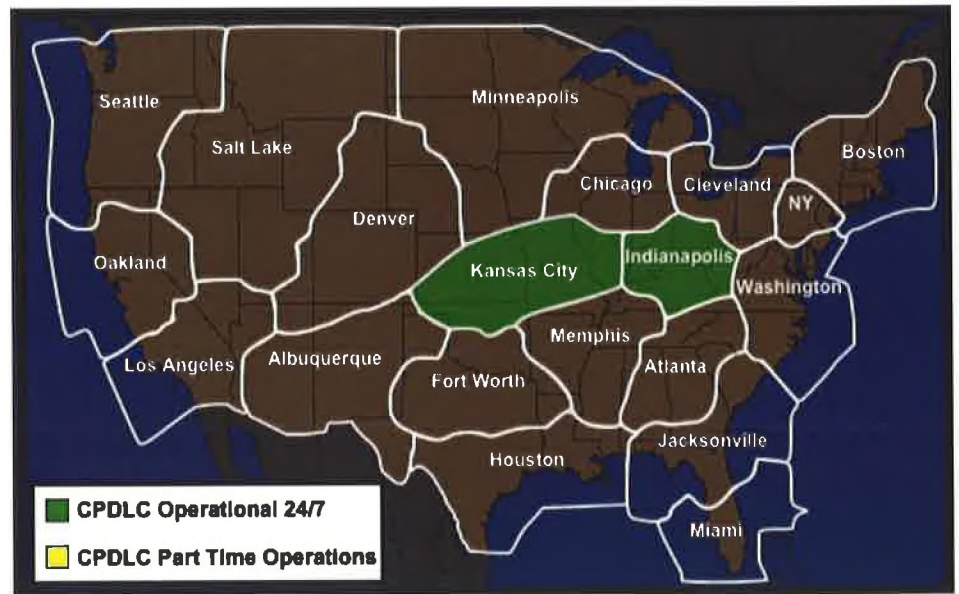 Seattle
Minneapolis
Salt Lake
Boston
Chicago
Cleveland
NY
Denver
Oakland
Kansas City
Indianapolis
Washington
Memphis
Los Angeles
Albuquerque
Atlanta
Fort Worth
Jacksonville
Houston
Miami
CPDLC Operational 24/7
CPDLC Part Time Operations